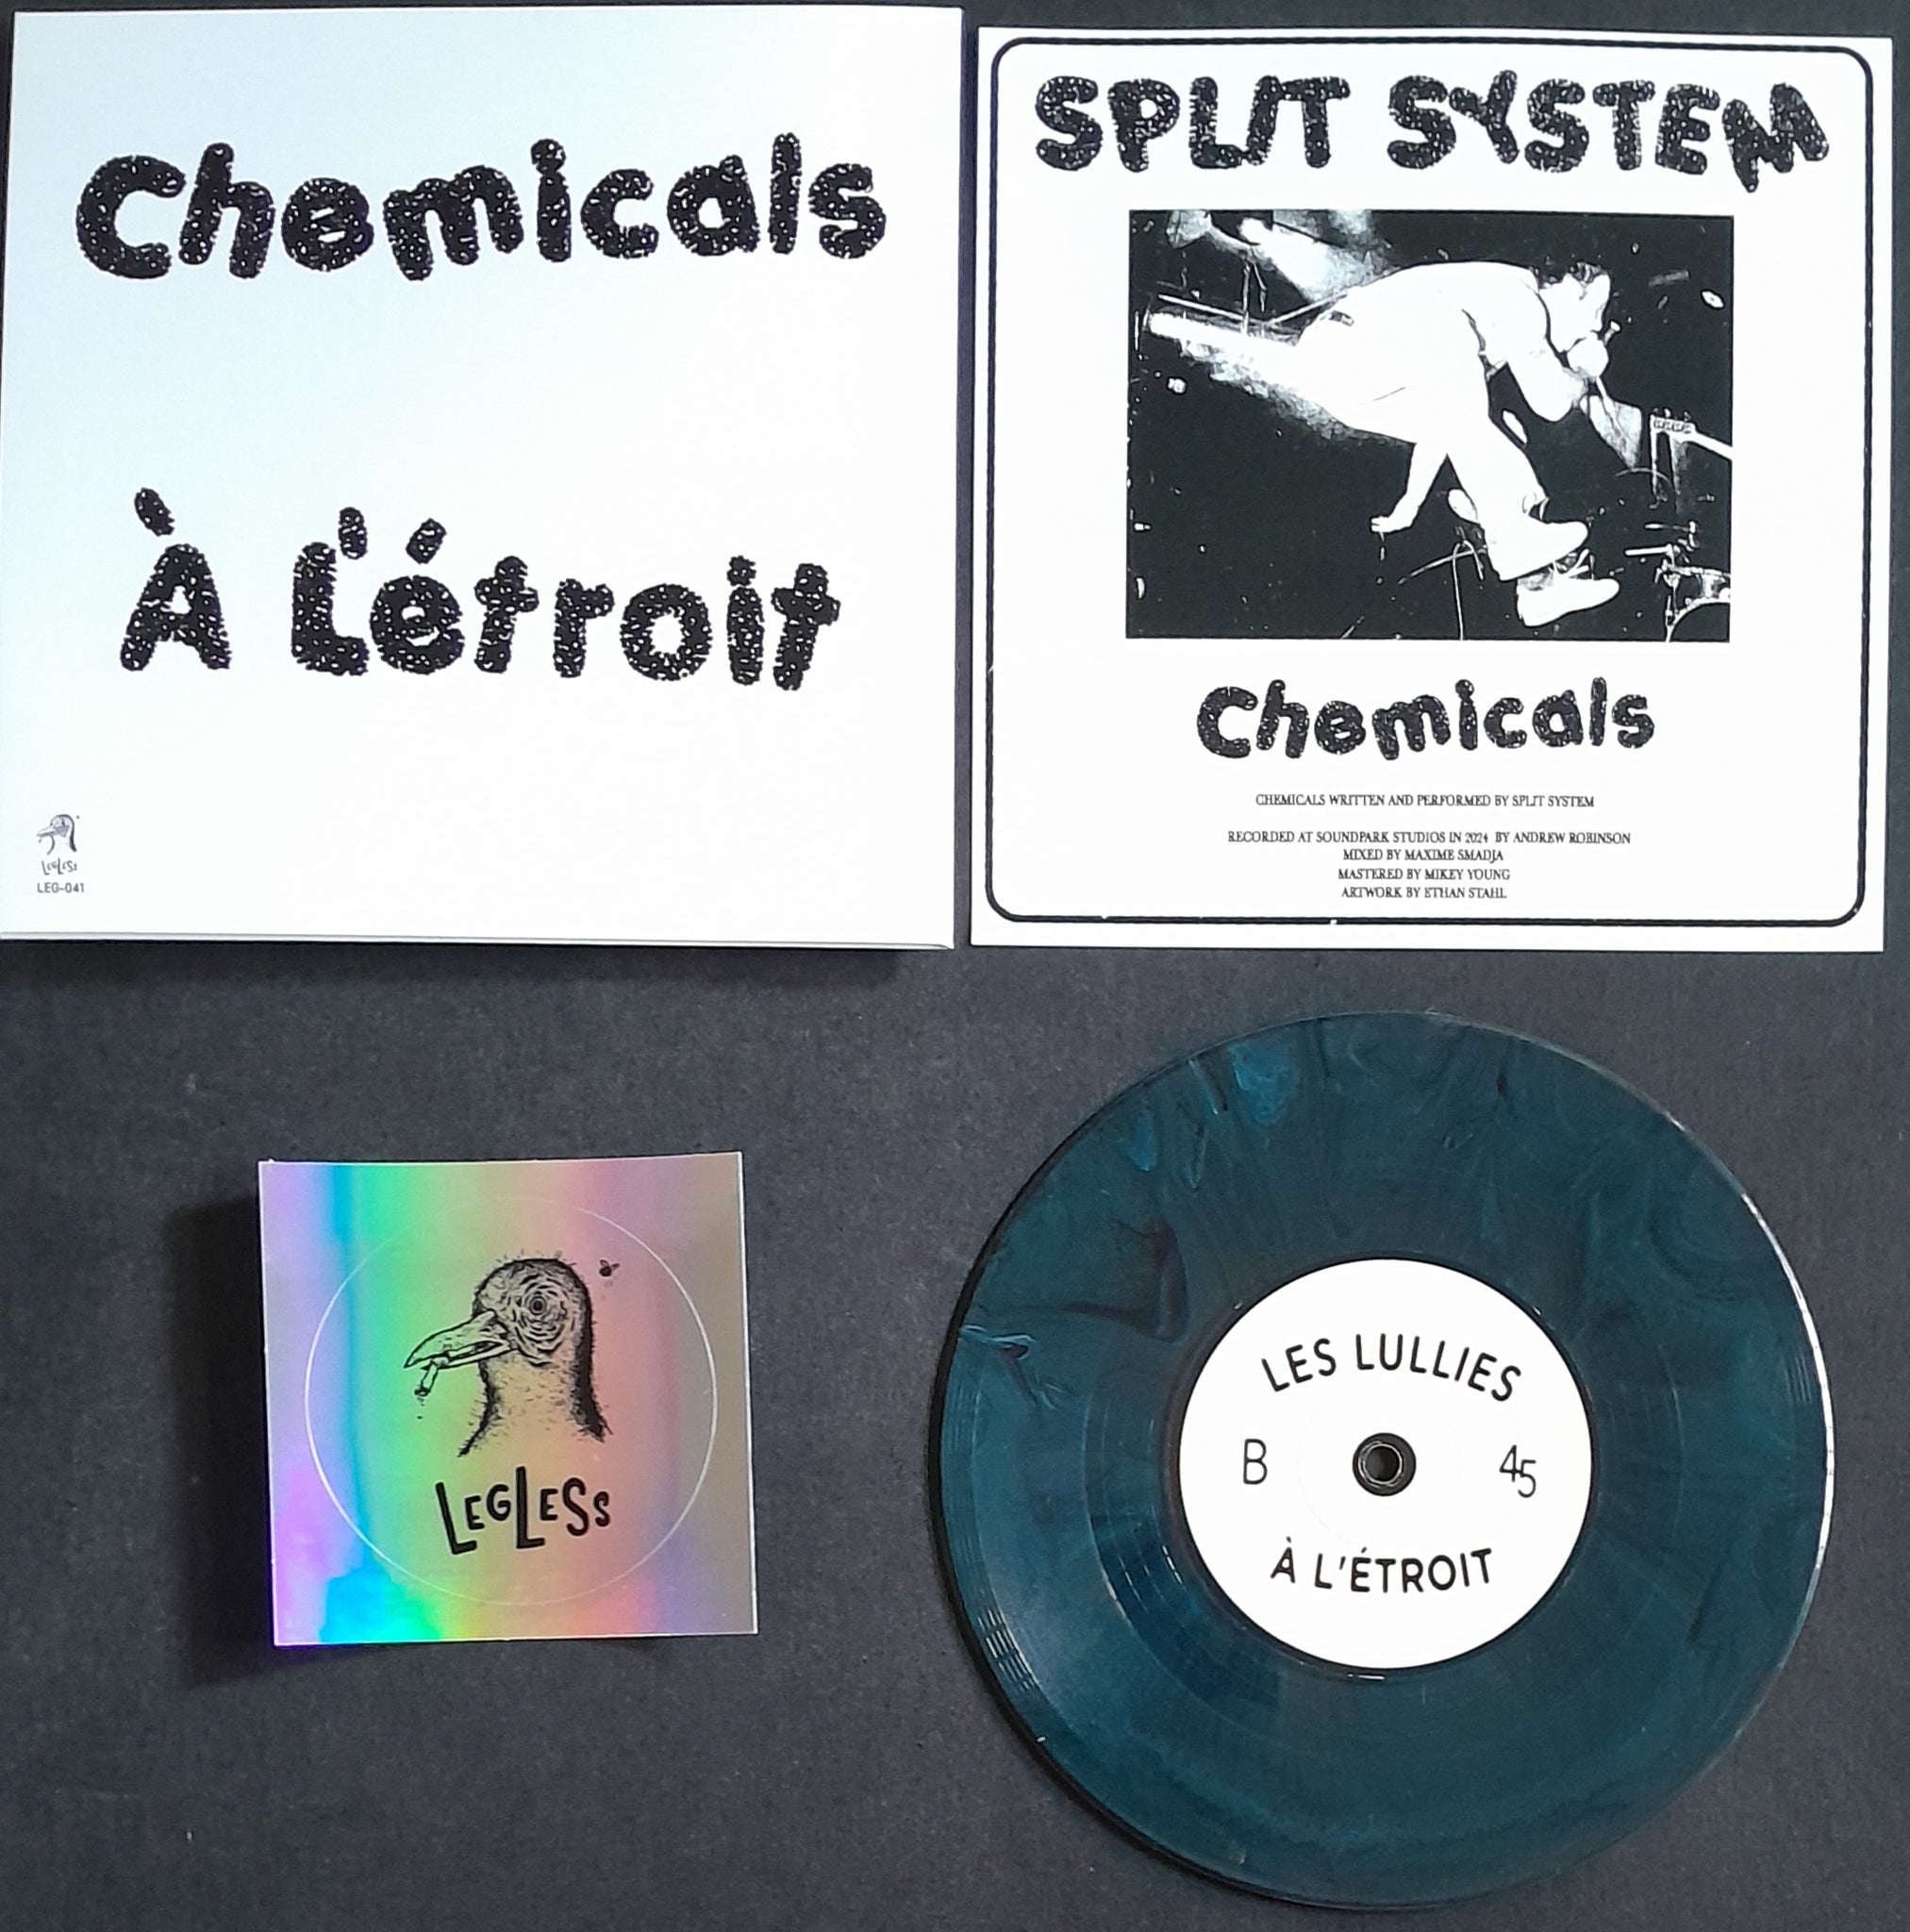 Chemicals
À L'étroit
LEGLESS
LEG-041
SPLIT SYSTEM
Chemicals
CHEMICALS WRITTEN AND PERFORMED BY SPLIT SYSTEM
RECORDED AT SOUNDPARK STUDIOS IN 2024 BY ANDREW ROBINSON
MIXED BY MAXIME SMADJA
MASTERED BY MIKEY YOUNG
ARTWORK BY ETHAN STAHL
LEGLESS
LES LULLIES
B 45
À L'ÉTROIT